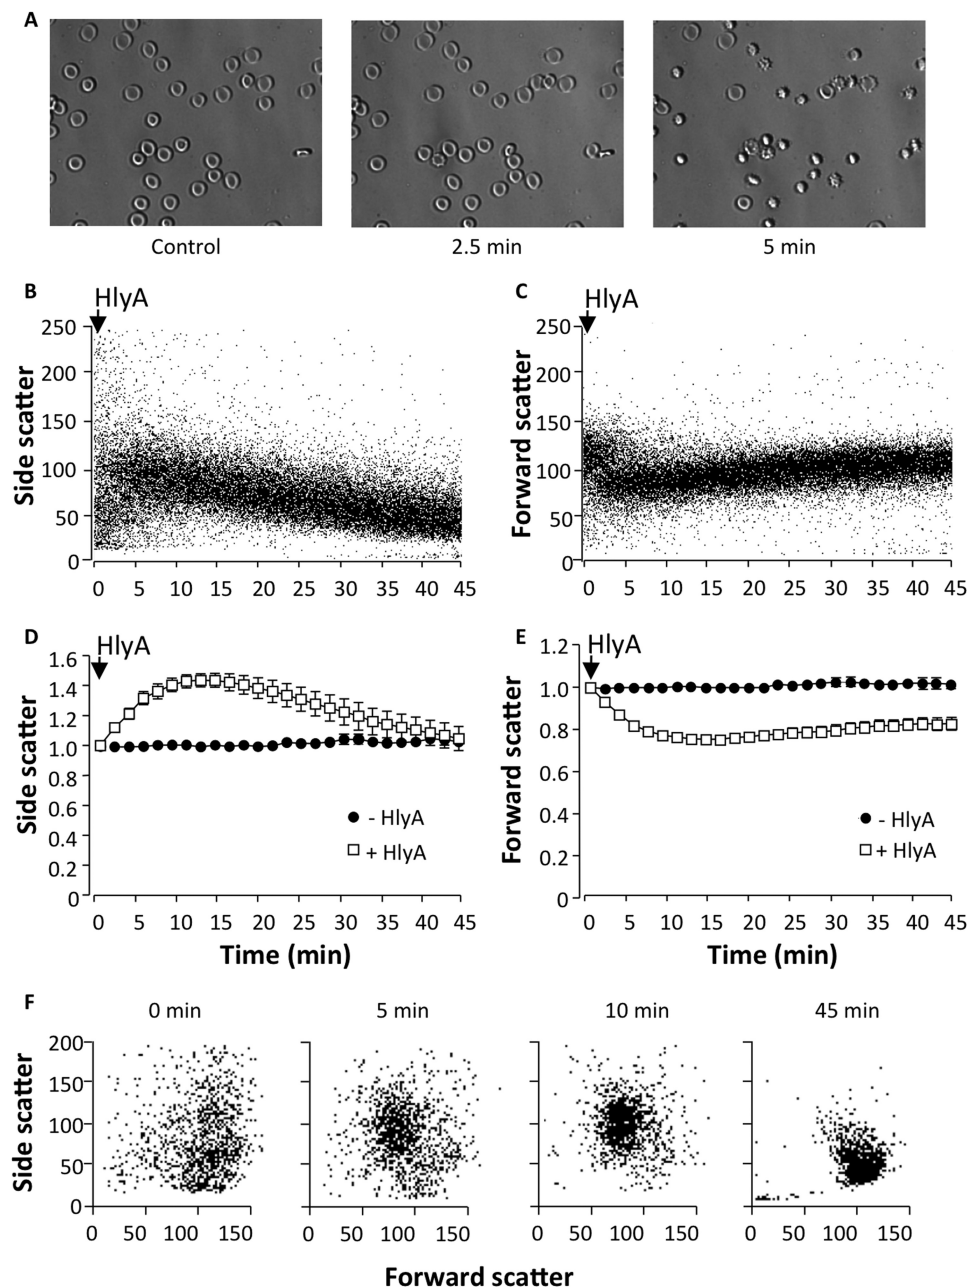 A
Control 2.5 min 5 min
B C
HlyA HlyA
Side scatter
250
200
150
100
50
0
0 5 10 15 20 25 30 35 40 45
Forward scatter
250
200
150
100
50
0
0 5 10 15 20 25 30 35 40 45
D E
HlyA HlyA
Side scatter
1.6
1.4
1.2
1.0
0.8
0.6
0.4
0.2
0
- HlyA
+ HlyA
0 5 10 15 20 25 30 35 40 45
Time (min)
Forward scatter
1.2
1.0
0.8
0.6
0.4
0.2
0
- HlyA
+ HlyA
0 5 10 15 20 25 30 35 40 45
Time (min)
F
0 min 5 min 10 min 45 min
Side scatter
200
150
100
50
0
0 50 100 150 0 50 100 150 0 50 100 150 0 50 100 150
Forward scatter